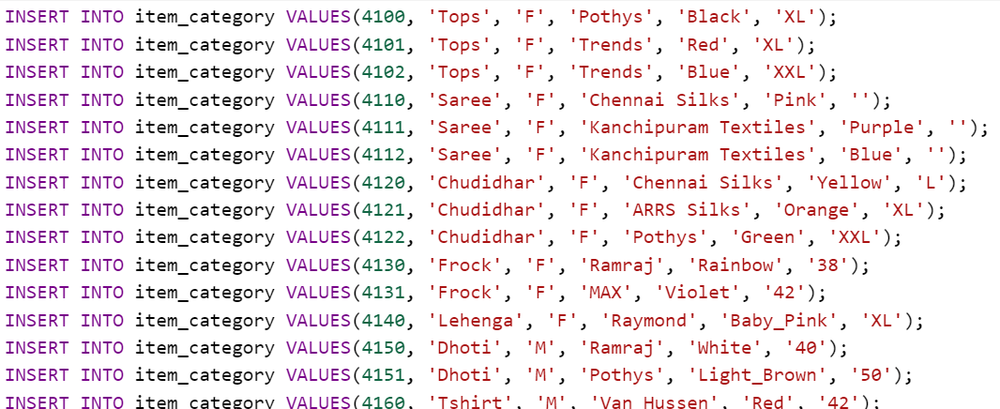 INSERT INTO item_category VALUES(4100, 'Tops', 'F', 'Pothys', 'Black', 'XL');
INSERT INTO item_category VALUES(4101, 'Tops', 'F', 'Trends', 'Red', 'XL');
INSERT INTO item_category VALUES(4102, 'Tops', 'F', 'Trends', 'Blue', 'XXL');
INSERT INTO item_category VALUES(4110, 'Saree', 'F', 'Chennai Silks', 'Pink', '');
INSERT INTO item_category VALUES(4111, 'Saree', 'F', 'Kanchipuram Textiles', 'Purple', '');
INSERT INTO item_category VALUES(4112, 'Saree', 'F', 'Kanchipuram Textiles', 'Blue', '');
INSERT INTO item_category VALUES(4120, 'Chudidhar', 'F', 'Chennai Silks', 'Yellow', 'L');
INSERT INTO item_category VALUES(4121, 'Chudidhar', 'F', 'ARRS Silks', 'Orange', 'XL');
INSERT INTO item_category VALUES(4122, 'Chudidhar', 'F', 'Pothys', 'Green', 'XXL');
INSERT INTO item_category VALUES(4130, 'Frock', 'F', 'Ramraj', 'Rainbow', '38');
INSERT INTO item_category VALUES(4131, 'Frock', 'F', 'MAX', 'Violet', '42');
INSERT INTO item_category VALUES(4140, 'Lehenga', 'F', 'Raymond', 'Baby_Pink', 'XL');
INSERT INTO item_category VALUES(4150, 'Dhoti', 'M', 'Ramraj', 'White', '40');
INSERT INTO item_category VALUES(4151, 'Dhoti', 'M', 'Pothys', 'Light_Brown', '50');
INSERT INTO item_category VALUES(4160, 'Tshirt', 'M', 'Van Hussen', 'Red', '42');